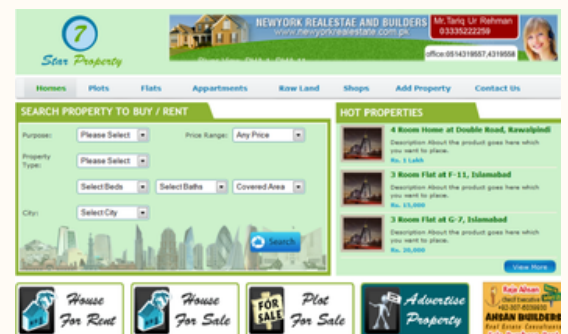 7
Star Property
NEWYORK REALESTAE AND BUILDERS
www.newyorkrealestate.com.pk
Mr.Tariq Ur Rehman
03335222259
office:0514319557,4319558
Homes Plots Flats Appartments Raw Land Shops Add Property Contact Us
SEARCH PROPERTY TO BUY / RENT
Purpose: Please Select Price Range: Any Price
Property Type: Please Select
Select Beds Select Baths Covered Area
City: Select City
Search
HOT PROPERTIES
4 Room Home at Double Road, Rawalpindi
Description About the product goes here which
you want to place.
Rs. 1 Lakh
3 Room Flat at F-11, Islamabad
Description About the product goes here which
you want to place.
Rs. 15,000
3 Room Flat at G-7, Islamabad
Description About the product goes here which
you want to place.
Rs. 20,000
View More
House
For Rent
House
For Sale
FOR
SALE
Plot
For Sale
Advertise
Property
Raja Ahsan
AHSAN BUILDERS
Real Estate Consultants